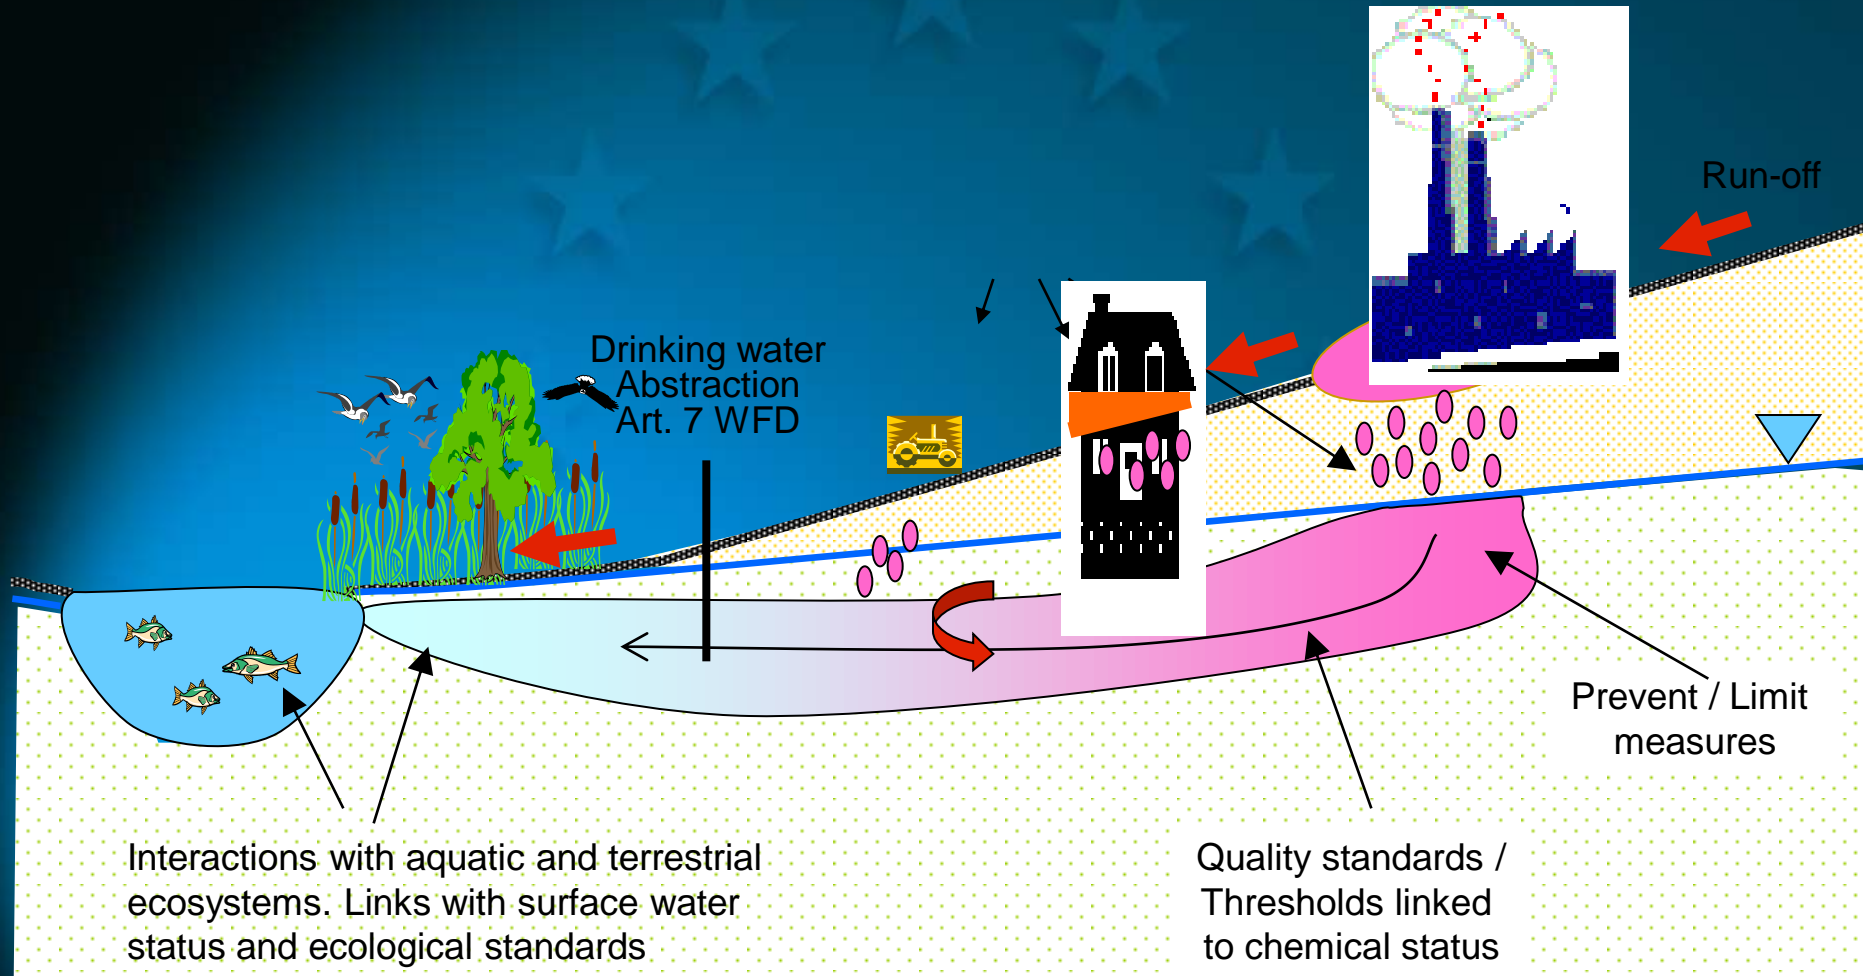 Run-off
Drinking water
Abstraction
Art. 7 WFD
Prevent / Limit
measures
Interactions with aquatic and terrestrial
ecosystems. Links with surface water
status and ecological standards
Quality standards /
Thresholds linked
to chemical status